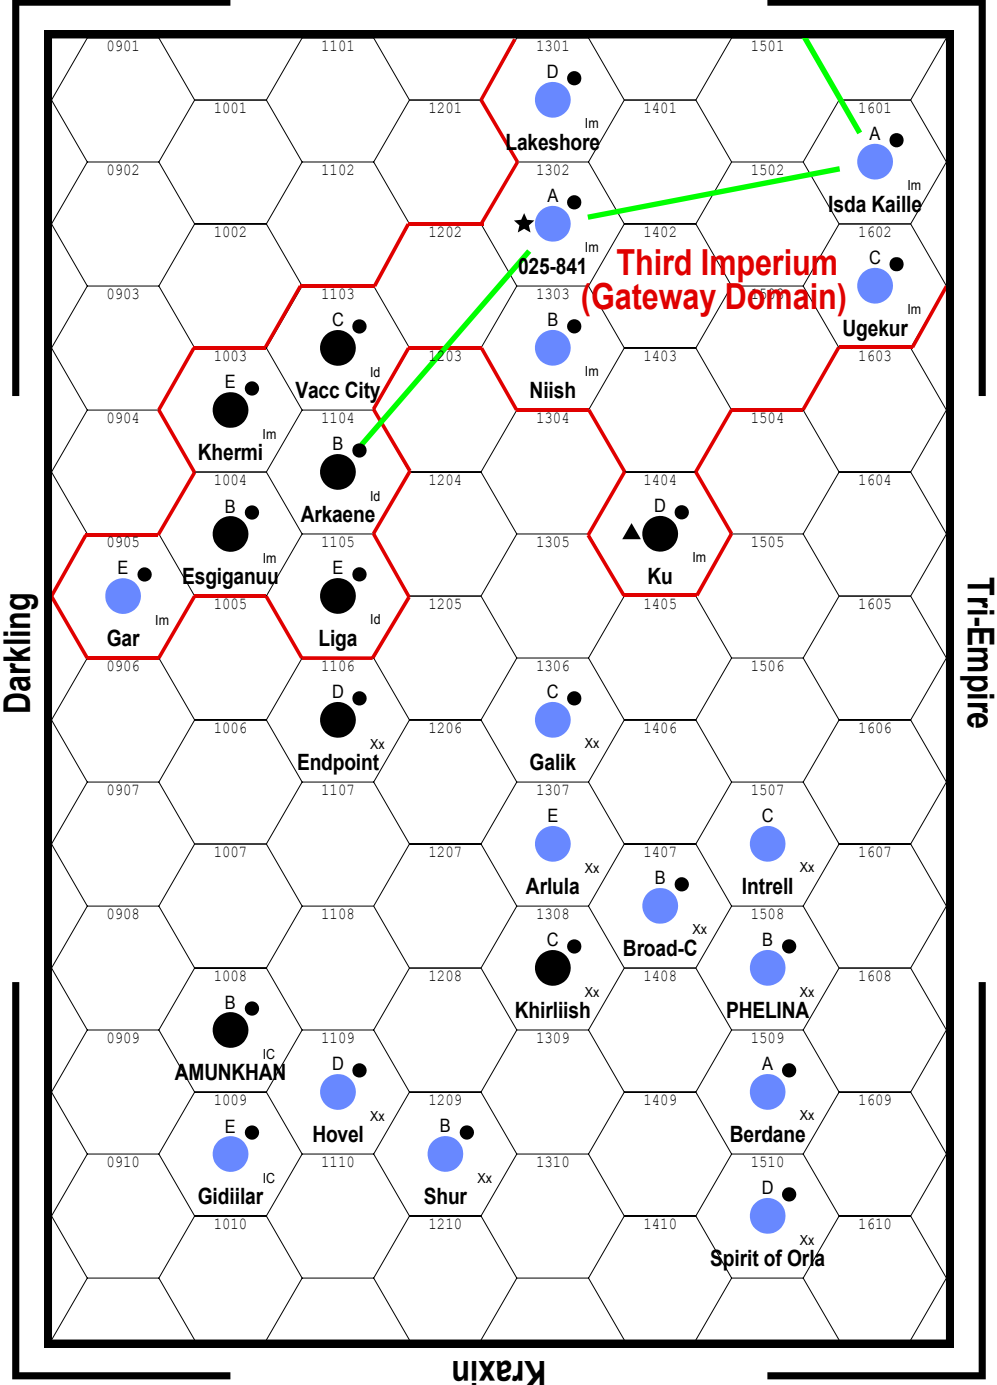 0901 1101 1301 1501
D
1001 1201 Im 1401 1601
Lakeshore A
0902 1102 1302 1502
A Im
Isda Kaille
1002 1202 Im 1402 1602
025-841 Third Imperium C
0903 1103 1303 (Gateway Domain)
C B Im
Ugekur
1003 1203 1403 1603
E Id Im
Vacc City Niish
0904 1104 1304 1504
Im B
Khermi
1004 1204 1404 1604
B Id D
Arkaene
0905 1105 1305 1505
E Im E Im
Esgiganuu Ku
1005 1205 1405 1605
Im Id
Gar Liga
0906 1106 1306 1506
D C
1006 1206 1406 1606
Xx Xx
Endpoint Galik
0907 1107 1307 1507
E C
1007 1207 1407 1607
Xx B Xx
Arlula Intrell
0908 1108 1308 1508
C Xx B
Broad-C
1008 1208 1408 1608
B Xx Xx
Khirliish PHELINA
0909 1109 1309 1509
IC D A
AMUNKHAN
1009 1209 1409 1609
E Xx B Xx
Hovel Berdane
0910 1110 1310 1510
IC Xx D
Gidiilar Shur
1010 1210 1410 1610
Xx
Spirit of Orla
Darkling
Tri-Empire
Kraxin